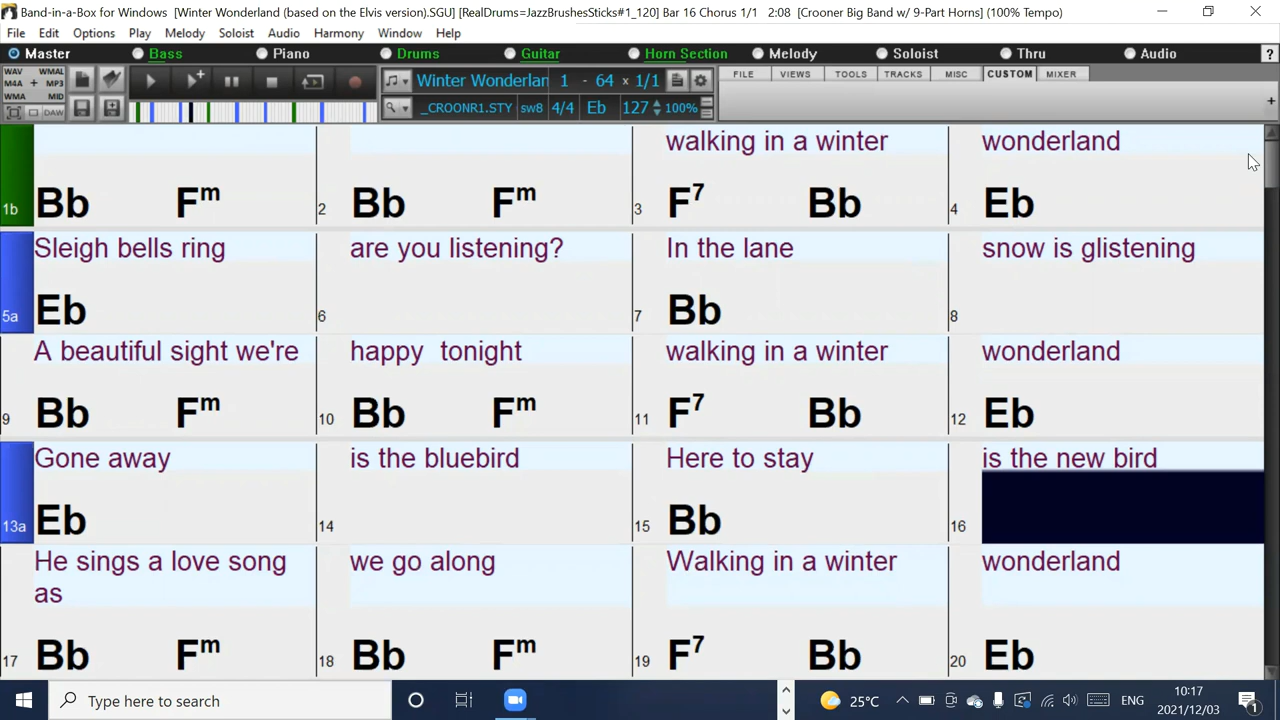 Band-in-a-Box for Windows [Winter Wonderland (based on the Elvis version).SGU] [RealDrums=JazzBrushesSticks#1_120] Bar 16 Chorus 1/1 2:08 [Crooner Big Band w/ 9-Part Horns] (100% Tempo)
File Edit Options Play Melody Soloist Audio Harmony Window Help
Master Bass Piano Drums Guitar Horn Section Melody Soloist Thru Audio ?
WAV WMAL
M4A + MP3
WMA MID
DAW
Winter Wonderlan 1 - 64 x 1/1
_CROONR1.STY sw8 4/4 Eb 127 100%
FILE VIEWS TOOLS TRACKS MISC CUSTOM MIXER
+
walking in a winter wonderland
1b Bb Fm 2 Bb Fm 3 F7 Bb 4 Eb
Sleigh bells ring are you listening? In the lane snow is glistening
5a Eb 6 7 Bb 8
A beautiful sight we're happy tonight walking in a winter wonderland
9 Bb Fm 10 Bb Fm 11 F7 Bb 12 Eb
Gone away is the bluebird Here to stay is the new bird
13a Eb 14 15 Bb 16
He sings a love song we go along Walking in a winter wonderland
as
17 Bb Fm 18 Bb Fm 19 F7 Bb 20 Eb
Type here to search
25°C ENG 10:17
2021/12/03
1